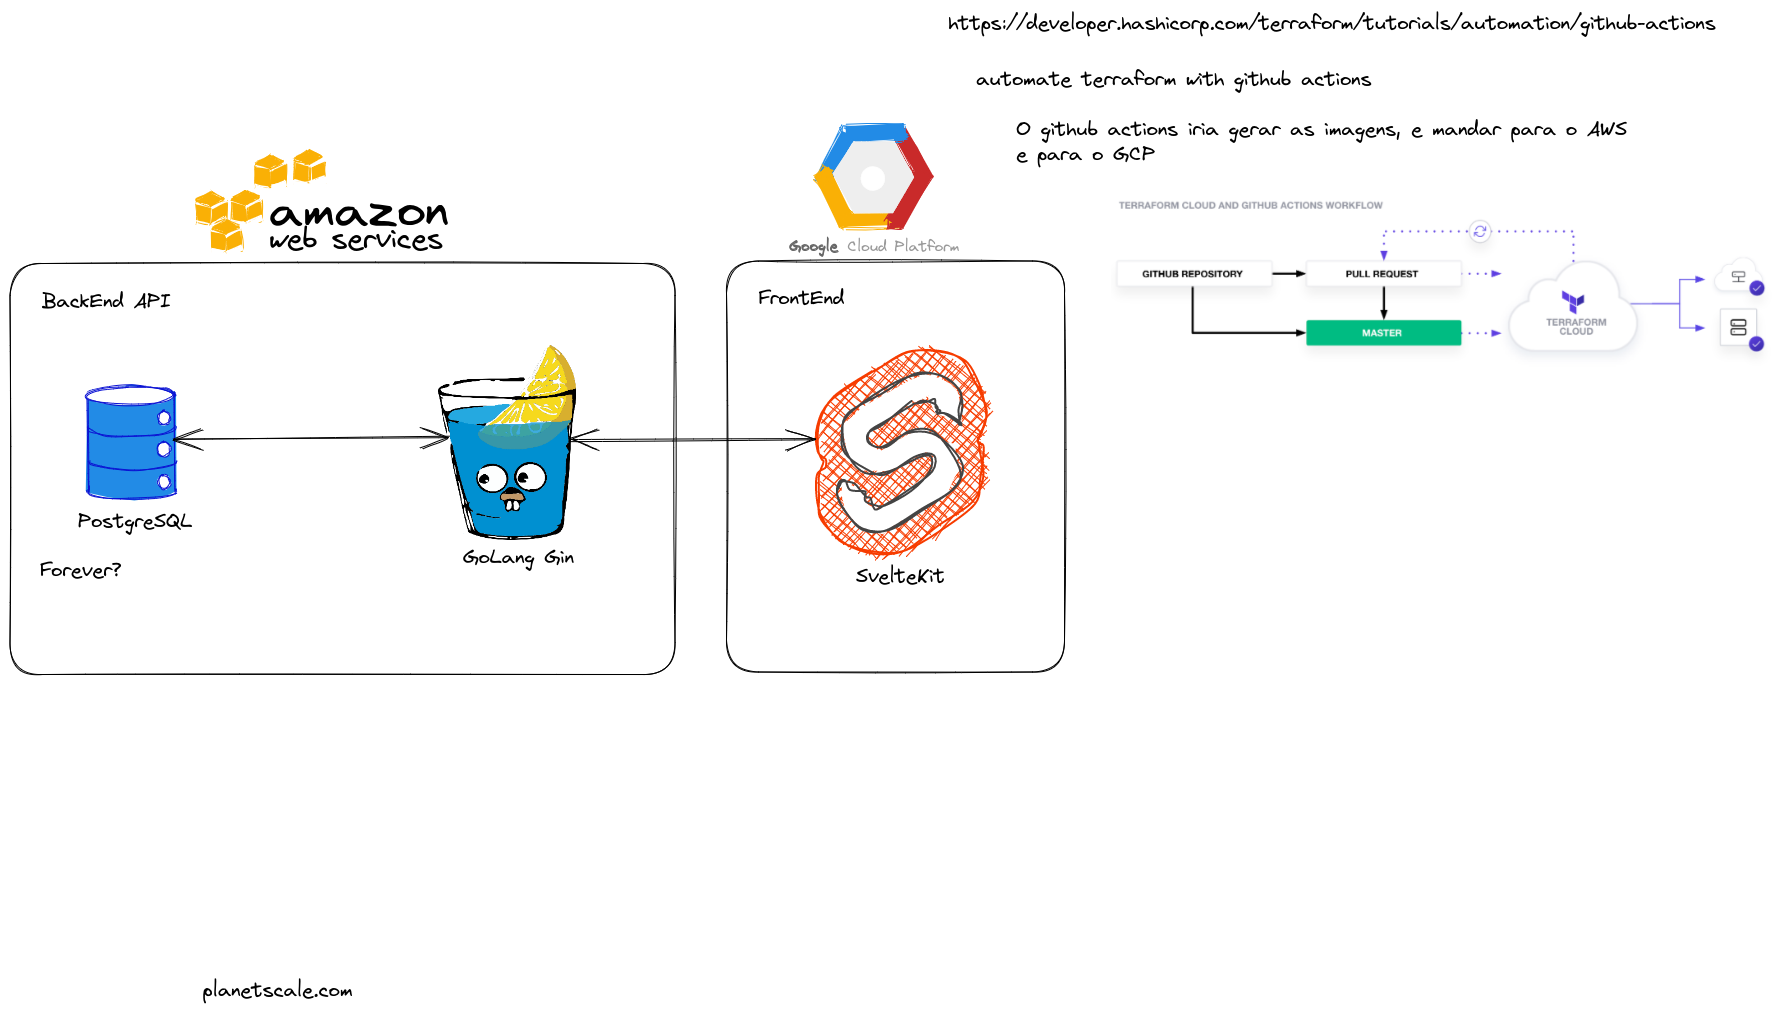 https://developer.hashicorp.com/terraform/tutorials/automation/github-actions
automate terraform with github actions
O github actions iria gerar as imagens, e mandar para o AWS
e para o GCP
amazon
web services
Google Cloud Platform
TERRAFORM CLOUD AND GITHUB ACTIONS WORKFLOW
GITHUB REPOSITORY
PULL REQUEST
MASTER
TERRAFORM
CLOUD
BackEnd API
PostgreSQL
GoLang Gin
Forever?
FrontEnd
SvelteKit
planetscale.com